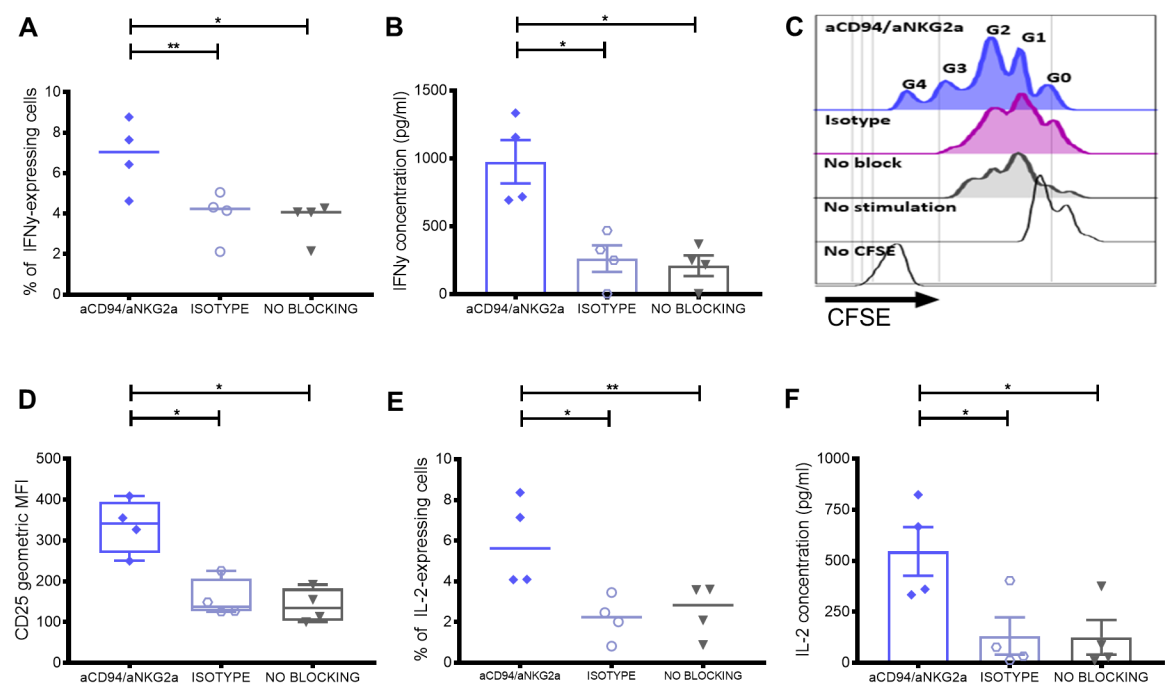 A
*
**
% of IFNy-expressing cells
10
8
6
4
2
0
aCD94/aNKG2a ISOTYPE NO BLOCKING
B
*
*
IFNy concentration (pg/ml)
1500
1000
500
0
aCD94/aNKG2a ISOTYPE NO BLOCKING
C
aCD94/aNKG2a
G4 G3 G2 G1 G0
Isotype
No block
No stimulation
No CFSE
CFSE
D
*
*
CD25 geometric MFI
500
400
300
200
100
0
aCD94/aNKG2a ISOTYPE NO BLOCKING
E
**
*
% of IL-2-expressing cells
10
8
6
4
2
0
aCD94/aNKG2a ISOTYPE NO BLOCKING
F
*
*
IL-2 concentration (pg/ml)
1000
750
500
250
0
aCD94/aNKG2a ISOTYPE NO BLOCKING